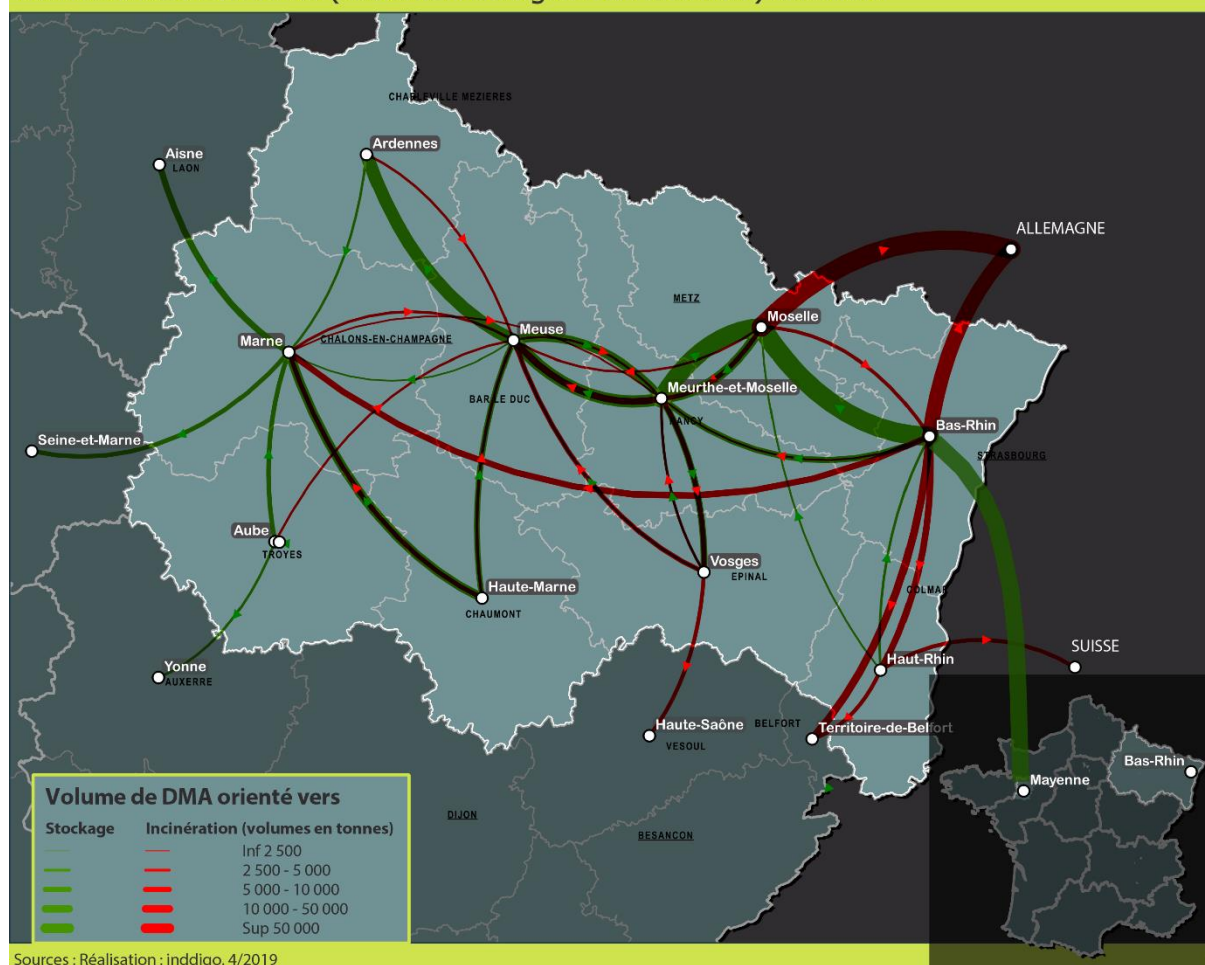 CHARLEVILLE MEZIERES
Ardennes
Aisne
LAON
ALLEMAGNE
METZ
Moselle
Meuse
Marne
CHALONS-EN-CHAMPAGNE
Meurthe-et-Moselle
BAR LE DUC
NANCY
Bas-Rhin
Seine-et-Marne
STRASBOURG
Aube
TROYES
Vosges
EPINAL
Haute-Marne
CHAUMONT
COLMAR
Haut-Rhin
SUISSE
Yonne
AUXERRE
Haute-Saône
VESOUL
BELFORT
Territoire-de-Belfort
Bas-Rhin
Mayenne
DIJON
BESANCON
Volume de DMA orienté vers
Stockage Incinération (volumes en tonnes)
Inf 2 500
2 500 - 5 000
5 000 - 10 000
10 000 - 50 000
Sup 50 000
Sources : Réalisation : inddigo, 4/2019